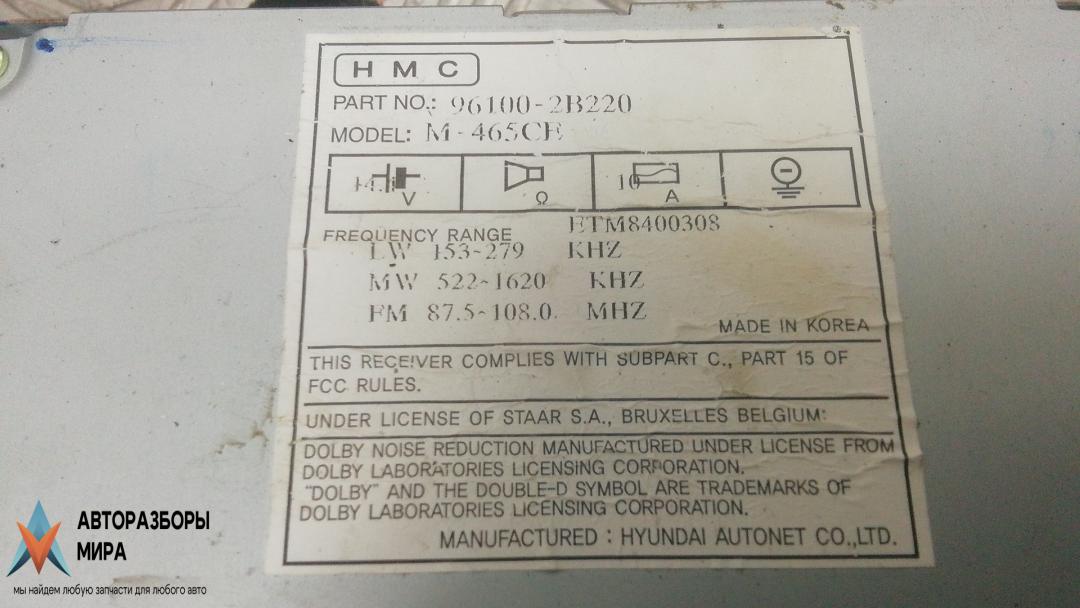 HMC
PART NO.: 96100-2B220
MODEL: M-465CE
V Ω 10 A
ETM8400308
FREQUENCY RANGE
LW 153~279 KHZ
MW 522~1620 KHZ
FM 87.5~108.0 MHZ
MADE IN KOREA
THIS RECEIVER COMPLIES WITH SUBPART C., PART 15 OF
FCC RULES.
UNDER LICENSE OF STAAR S.A., BRUXELLES BELGIUM:
DOLBY NOISE REDUCTION MANUFACTURED UNDER LICENSE FROM
DOLBY LABORATORIES LICENSING CORPORATION.
"DOLBY" AND THE DOUBLE-D SYMBOL ARE TRADEMARKS OF
DOLBY LABORATORIES LICENSING CORPORATION.
MANUFACTURED : HYUNDAI AUTONET CO.,LTD.
АВТОРАЗБОРЫ
МИРА
мы найдем любую запчасти для любого авто